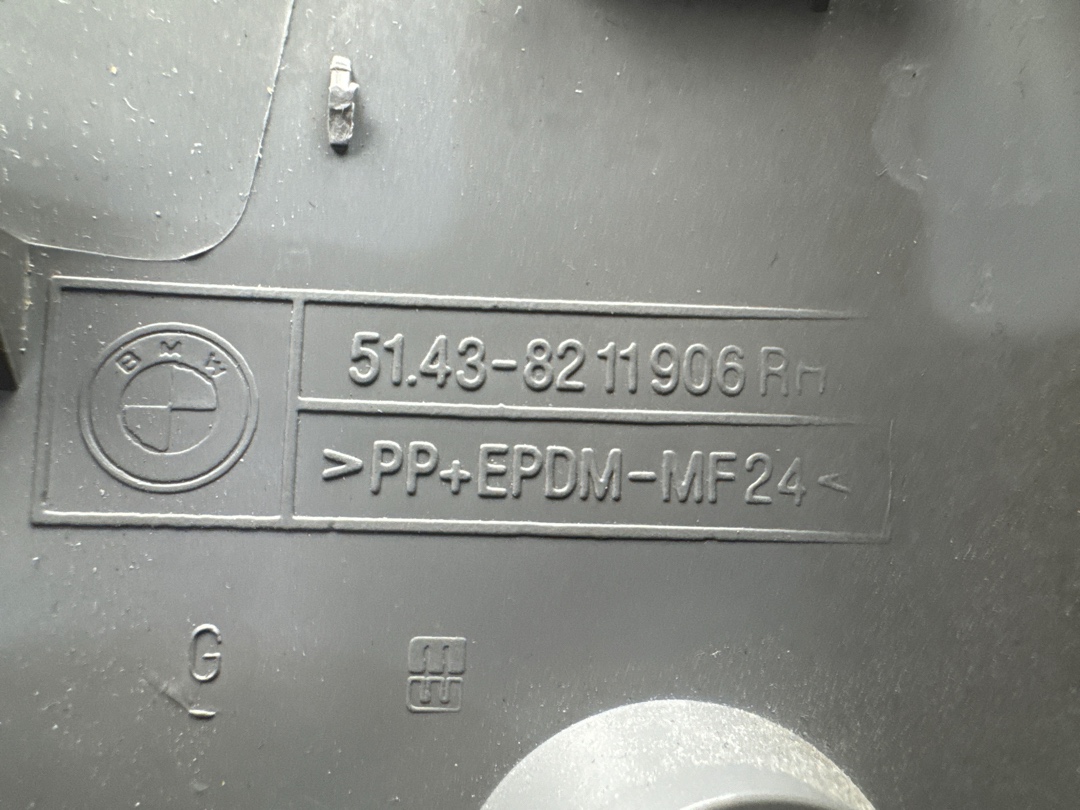 BMW
51.43-8211906 RH
>PP+EPDM-MF24<
G